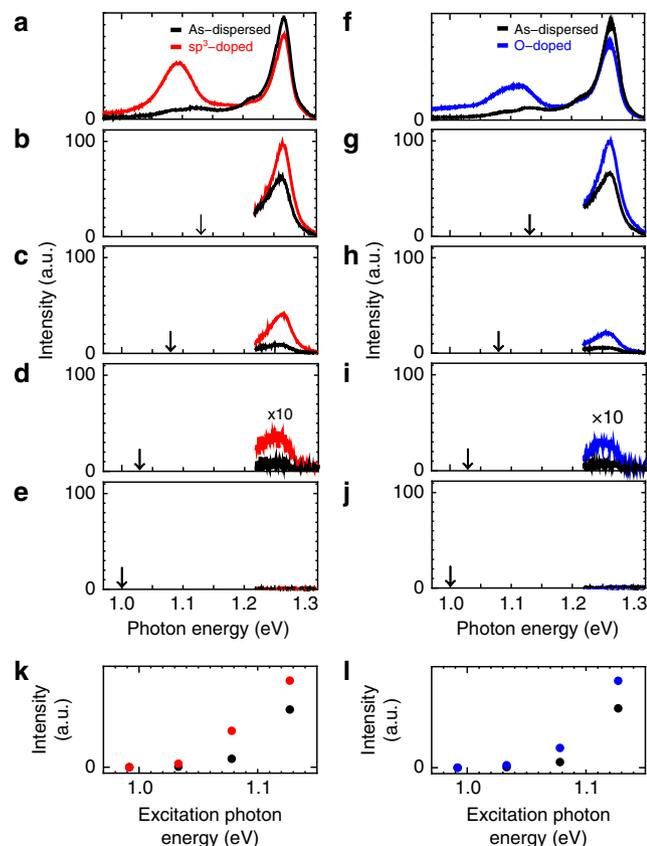 a
As-dispersed
sp³-doped
0
b
100
0
c
100
0
d
100
x10
0
e
100
0
1.0 1.1 1.2 1.3
Photon energy (eV)
Intensity (a.u.)
f
As-dispersed
O-doped
0
g
100
0
h
100
0
i
100
×10
0
j
100
0
1.0 1.1 1.2 1.3
Photon energy (eV)
Intensity (a.u.)
k
Intensity
(a.u.)
0
1.0 1.1
Excitation photon
energy (eV)
l
Intensity
(a.u.)
0
1.0 1.1
Excitation photon
energy (eV)